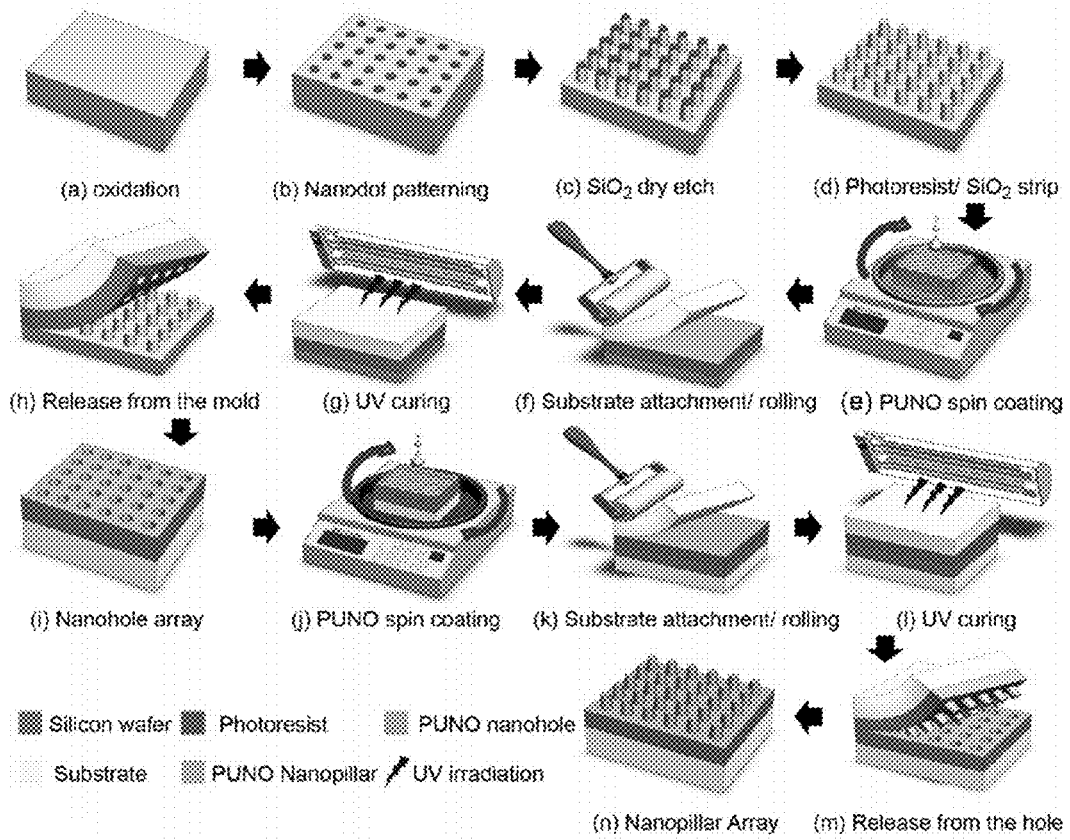 (a) oxidation
(b) Nanodot patterning
(c) SiO₂ dry etch
(d) Photoresist/ SiO₂ strip
(h) Release from the mold
(g) UV curing
(f) Substrate attachment/ rolling
(e) PUNO spin coating
(i) Nanohole array
(j) PUNO spin coating
(k) Substrate attachment/ rolling
(l) UV curing
Silicon wafer
Photoresist
PUNO nanohole
Substrate
PUNO Nanopillar
UV irradiation
(n) Nanopillar Array
(m) Release from the hole